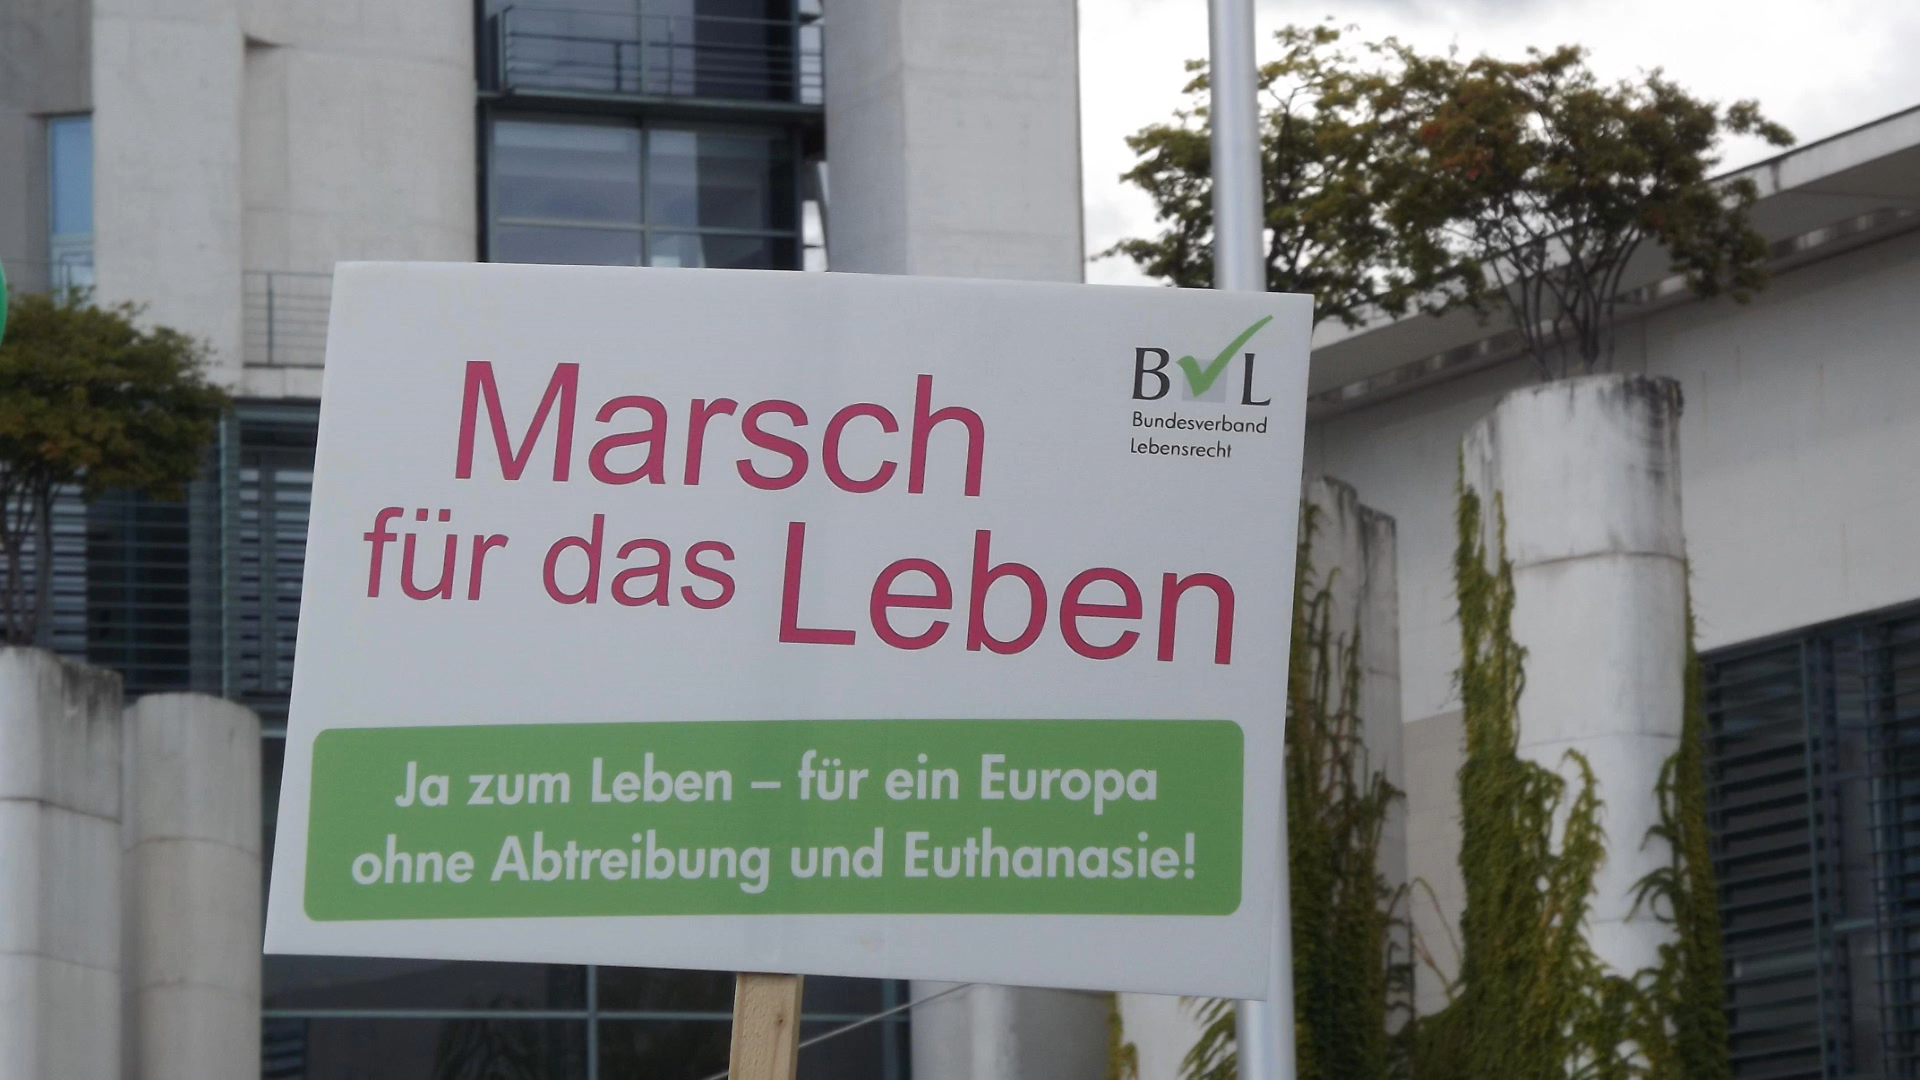 Marsch
für das Leben
BVL
Bundesverband
Lebensrecht
Ja zum Leben – für ein Europa
ohne Abtreibung und Euthanasie!